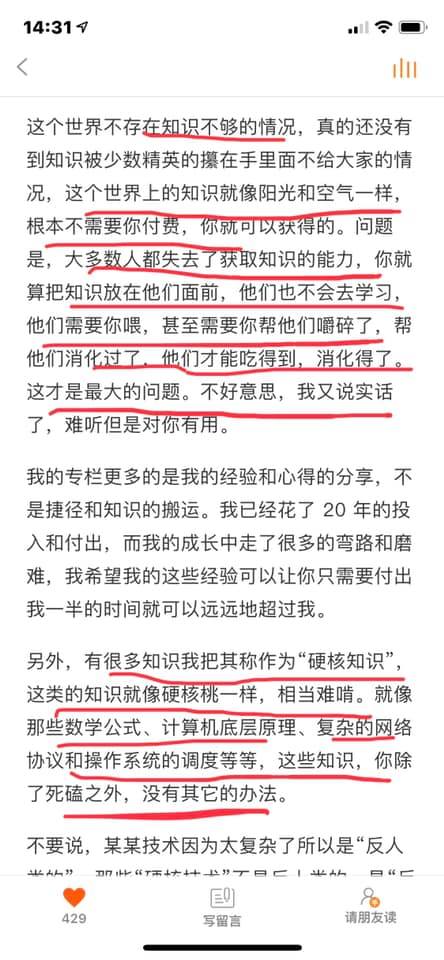 14:31
这个世界不存在知识不够的情况，真的还没有
到知识被少数精英的攥在手里面不给大家的情
况，这个世界上的知识就像阳光和空气一样，
根本不需要你付费，你就可以获得的。问题
是，大多数人都失去了获取知识的能力，你就
算把知识放在他们面前，他们也不会去学习，
他们需要你喂，甚至需要你帮他们嚼碎了，帮
他们消化过了，他们才能吃得到，消化得了。
这才是最大的问题。不好意思，我又说实话
了，难听但是对你有用。
我的专栏更多的是我的经验和心得的分享，不
是捷径和知识的搬运。我已经花了 20 年的投
入和付出，而我的成长中走了很多的弯路和磨
难，我希望我的这些经验可以让你只需要付出
我一半的时间就可以远远地超过我。
另外，有很多知识我把其称作为“硬核知识”，
这类的知识就像硬核桃一样，相当难啃。就像
那些数学公式、计算机底层原理、复杂的网络
协议和操作系统的调度等等，这些知识，你除
了死磕之外，没有其它的办法。
不要说，某某技术因为太复杂了所以是“反人
类的”，那些“硬核技术”不是反人类的，是“反
429
写留言
请朋友读